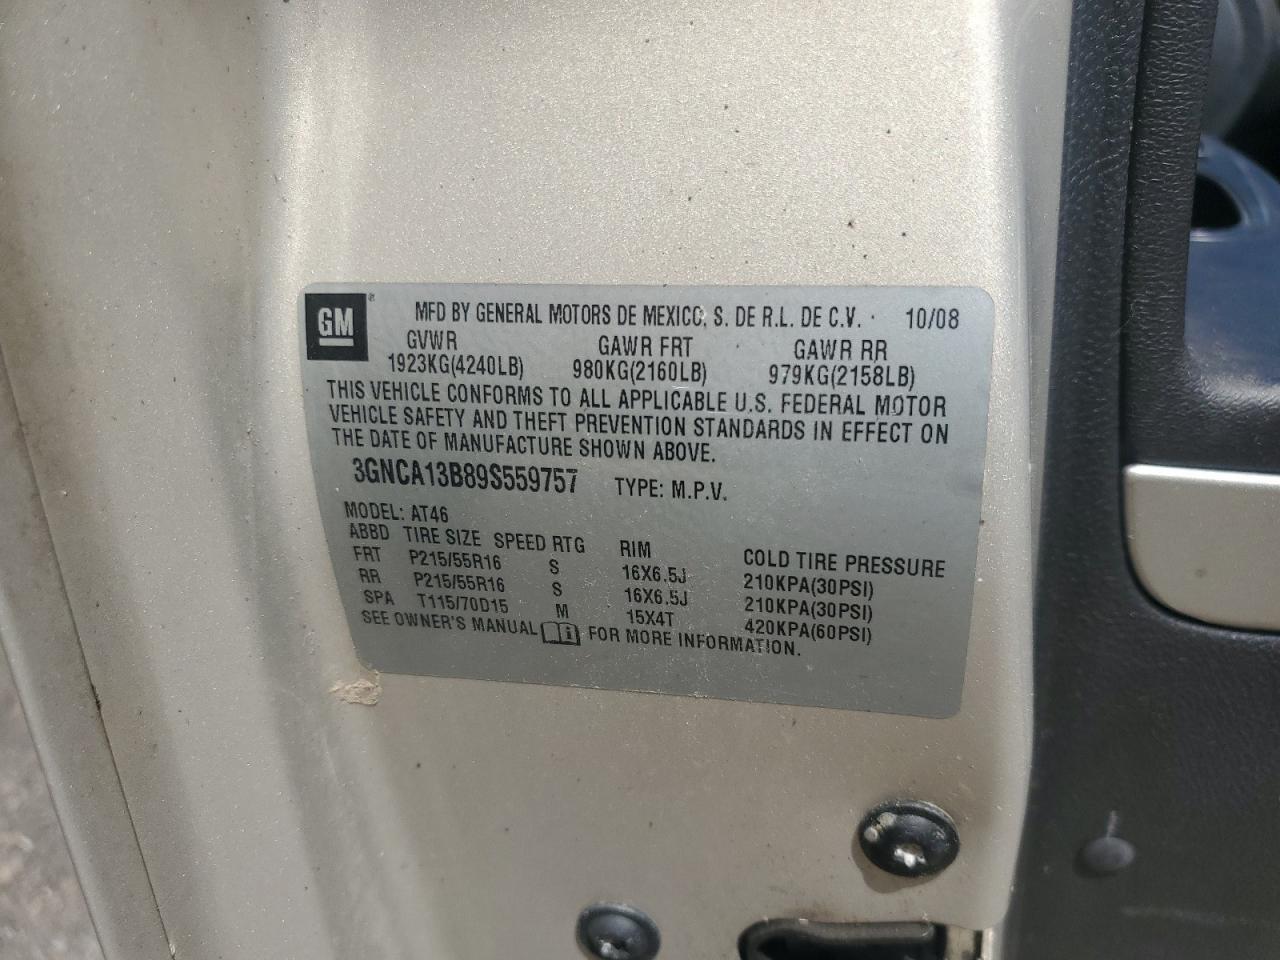 GM ® MFD BY GENERAL MOTORS DE MEXICO, S. DE R.L. DE C.V. · 10/08
GVWR GAWR FRT GAWR RR
1923KG(4240LB) 980KG(2160LB) 979KG(2158LB)
THIS VEHICLE CONFORMS TO ALL APPLICABLE U.S. FEDERAL MOTOR
VEHICLE SAFETY AND THEFT PREVENTION STANDARDS IN EFFECT ON
THE DATE OF MANUFACTURE SHOWN ABOVE.
3GNCA13B89S559757 TYPE: M.P.V.
MODEL: AT46
ABBD TIRE SIZE SPEED RTG RIM COLD TIRE PRESSURE
FRT P215/55R16 S 16X6.5J 210KPA(30PSI)
RR P215/55R16 S 16X6.5J 210KPA(30PSI)
SPA T115/70D15 M 15X4T 420KPA(60PSI)
SEE OWNER'S MANUAL i FOR MORE INFORMATION.